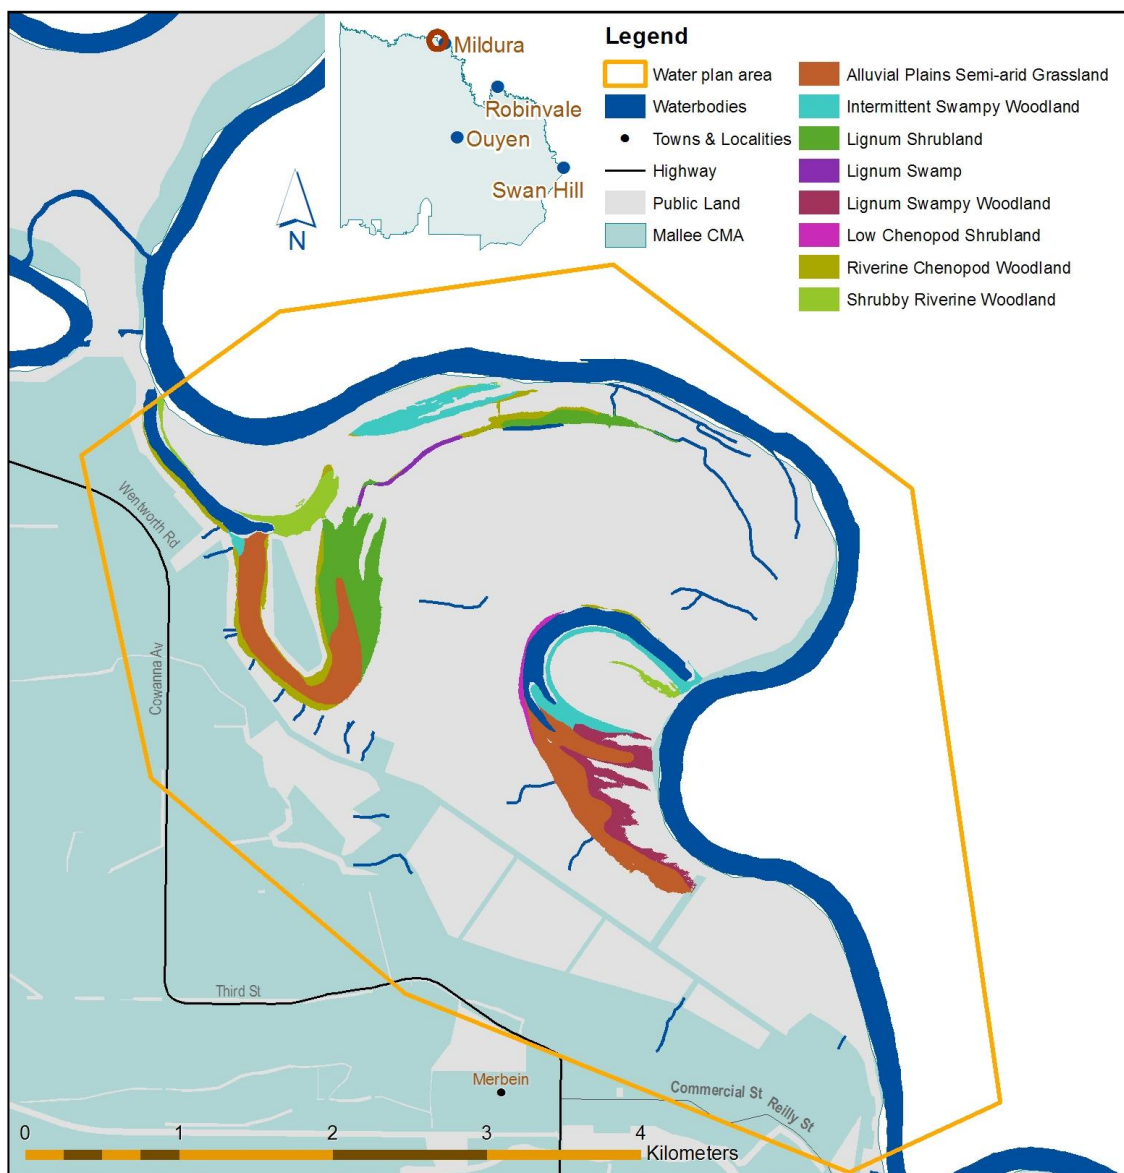 Mildura
Robinvale
Ouyen
Swan Hill
N
Legend
Water plan area
Waterbodies
Towns & Localities
Highway
Public Land
Mallee CMA
Alluvial Plains Semi-arid Grassland
Intermittent Swampy Woodland
Lignum Shrubland
Lignum Swamp
Lignum Swampy Woodland
Low Chenopod Shrubland
Riverine Chenopod Woodland
Shrubby Riverine Woodland
Wentworth Rd
Cowanna Av
Third St
Merbein
Commercial St
Reilly St
0 1 2 3 4
Kilometers